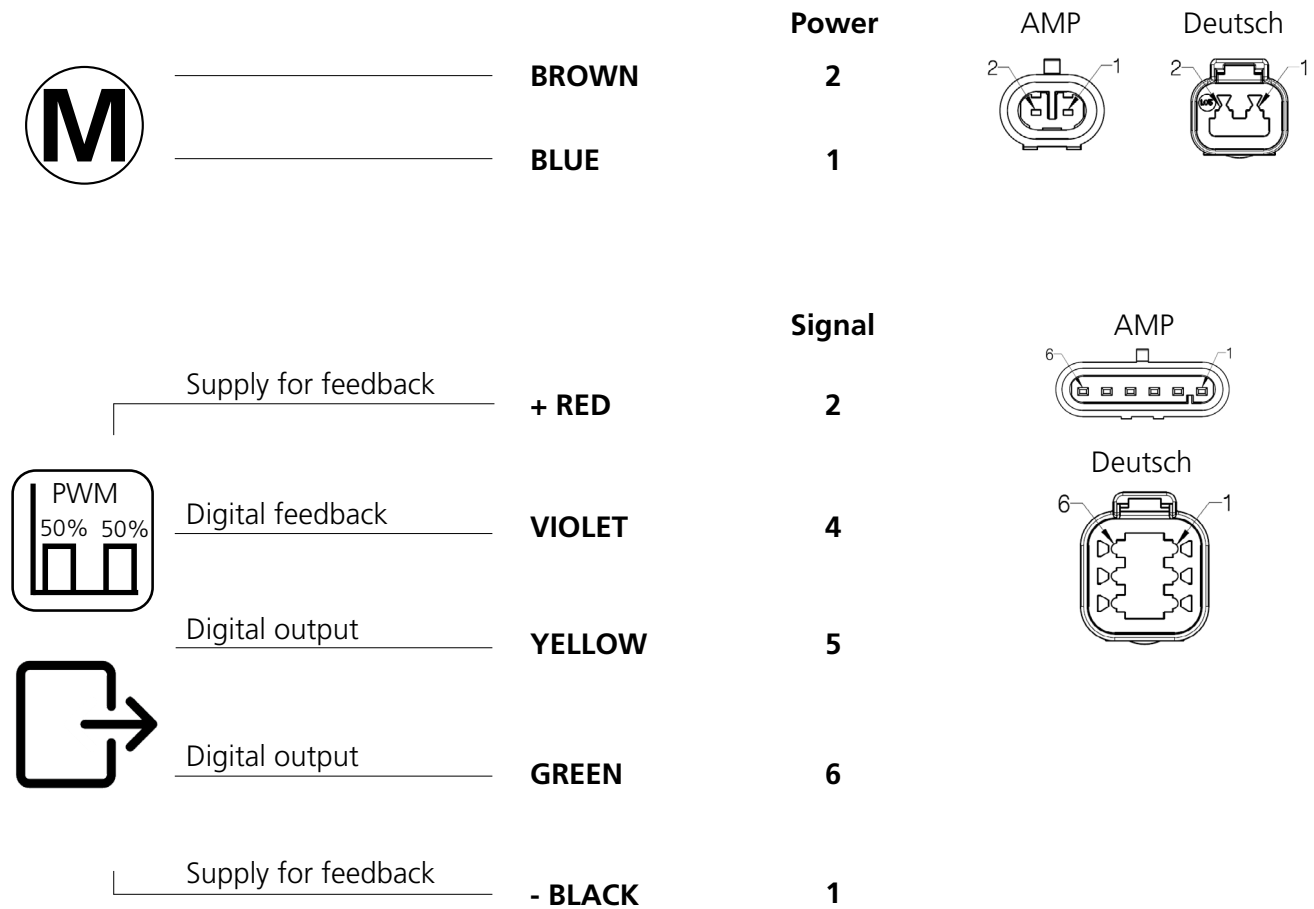 Power AMP Deutsch
BROWN 2
2 1 2 1
M
BLUE 1
Signal AMP
6 1
Supply for feedback
+ RED 2
Deutsch
PWM
50% 50%
Digital feedback
VIOLET 4
6 1
Digital output
YELLOW 5
Digital output
GREEN 6
Supply for feedback
- BLACK 1